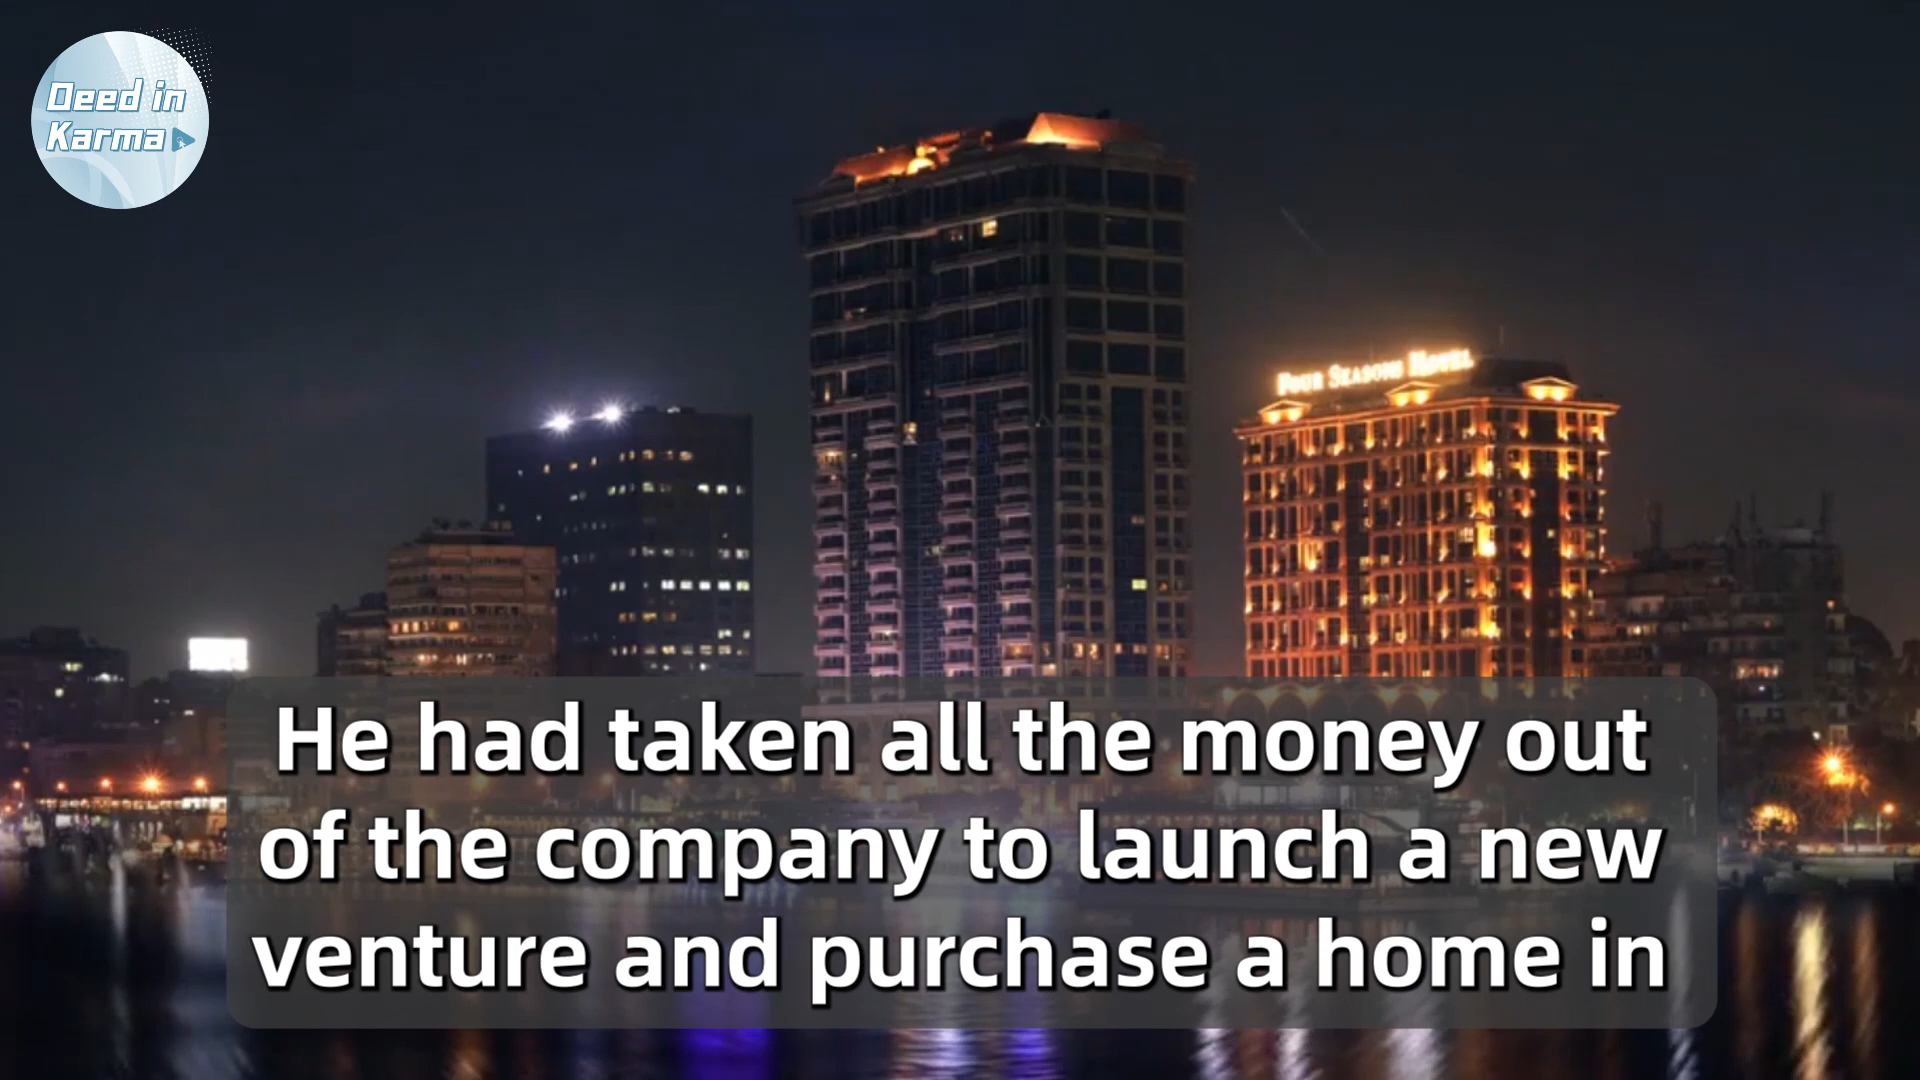 Deed in
Karma
FOUR SEASONS HOTEL
He had taken all the money out
of the company to launch a new
venture and purchase a home in